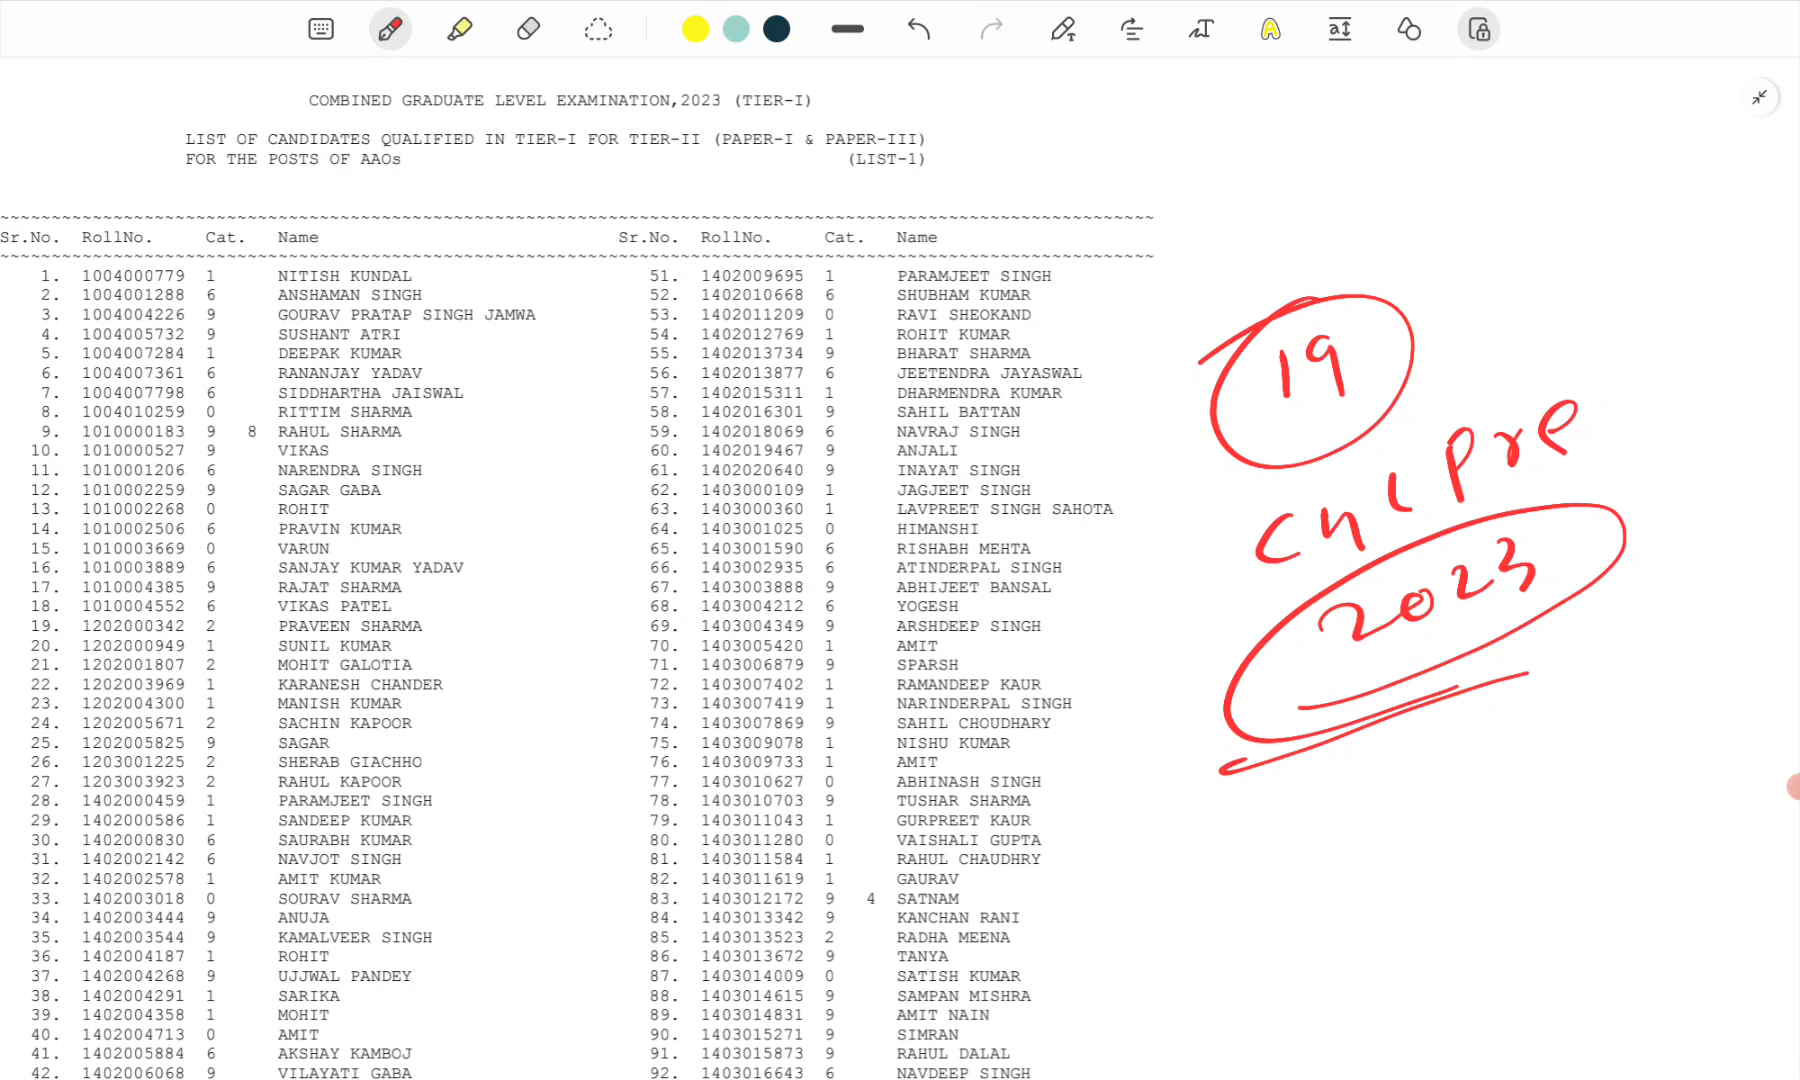 COMBINED GRADUATE LEVEL EXAMINATION,2023 (TIER-I)
LIST OF CANDIDATES QUALIFIED IN TIER-I FOR TIER-II (PAPER-I & PAPER-III)
FOR THE POSTS OF AAOs (LIST-1)
Sr.No. RollNo. Cat. Name Sr.No. RollNo. Cat. Name
1. 1004000779 1 NITISH KUNDAL 51. 1402009695 1 PARAMJEET SINGH
2. 1004001288 6 ANSHAMAN SINGH 52. 1402010668 6 SHUBHAM KUMAR
3. 1004004226 9 GOURAV PRATAP SINGH JAMWA 53. 1402011209 0 RAVI SHEOKAND
4. 1004005732 9 SUSHANT ATRI 54. 1402012769 1 ROHIT KUMAR
5. 1004007284 1 DEEPAK KUMAR 55. 1402013734 9 BHARAT SHARMA
6. 1004007361 6 RANANJAY YADAV 56. 1402013877 6 JEETENDRA JAYASWAL
7. 1004007798 6 SIDDHARTHA JAISWAL 57. 1402015311 1 DHARMENDRA KUMAR
8. 1004010259 0 RITTIM SHARMA 58. 1402016301 9 SAHIL BATTAN
9. 1010000183 9 8 RAHUL SHARMA 59. 1402018069 6 NAVRAJ SINGH
10. 1010000527 9 VIKAS 60. 1402019467 9 ANJALI
11. 1010001206 6 NARENDRA SINGH 61. 1402020640 9 INAYAT SINGH
12. 1010002259 9 SAGAR GABA 62. 1403000109 1 JAGJEET SINGH
13. 1010002268 0 ROHIT 63. 1403000360 1 LAVPREET SINGH SAHOTA
14. 1010002506 6 PRAVIN KUMAR 64. 1403001025 0 HIMANSHI
15. 1010003669 0 VARUN 65. 1403001590 6 RISHABH MEHTA
16. 1010003889 6 SANJAY KUMAR YADAV 66. 1403002935 6 ATINDERPAL SINGH
17. 1010004385 9 RAJAT SHARMA 67. 1403003888 9 ABHIJEET BANSAL
18. 1010004552 6 VIKAS PATEL 68. 1403004212 6 YOGESH
19. 1202000342 2 PRAVEEN SHARMA 69. 1403004349 9 ARSHDEEP SINGH
20. 1202000949 1 SUNIL KUMAR 70. 1403005420 1 AMIT
21. 1202001807 2 MOHIT GALOTIA 71. 1403006879 9 SPARSH
22. 1202003969 1 KARANESH CHANDER 72. 1403007402 1 RAMANDEEP KAUR
23. 1202004300 1 MANISH KUMAR 73. 1403007419 1 NARINDERPAL SINGH
24. 1202005671 2 SACHIN KAPOOR 74. 1403007869 9 SAHIL CHOUDHARY
25. 1202005825 9 SAGAR 75. 1403009078 1 NISHU KUMAR
26. 1203001225 2 SHERAB GIACHHO 76. 1403009733 1 AMIT
27. 1203003923 2 RAHUL KAPOOR 77. 1403010627 0 ABHINASH SINGH
28. 1402000459 1 PARAMJEET SINGH 78. 1403010703 9 TUSHAR SHARMA
29. 1402000586 1 SANDEEP KUMAR 79. 1403011043 1 GURPREET KAUR
30. 1402000830 6 SAURABH KUMAR 80. 1403011280 0 VAISHALI GUPTA
31. 1402002142 6 NAVJOT SINGH 81. 1403011584 1 RAHUL CHAUDHRY
32. 1402002578 1 AMIT KUMAR 82. 1403011619 1 GAURAV
33. 1402003018 0 SOURAV SHARMA 83. 1403012172 9 4 SATNAM
34. 1402003444 9 ANUJA 84. 1403013342 9 KANCHAN RANI
35. 1402003544 9 KAMALVEER SINGH 85. 1403013523 2 RADHA MEENA
36. 1402004187 1 ROHIT 86. 1403013672 9 TANYA
37. 1402004268 9 UJJWAL PANDEY 87. 1403014009 0 SATISH KUMAR
38. 1402004291 1 SARIKA 88. 1403014615 9 SAMPAN MISHRA
39. 1402004358 1 MOHIT 89. 1403014831 9 AMIT NAIN
40. 1402004713 0 AMIT 90. 1403015271 9 SIMRAN
41. 1402005884 6 AKSHAY KAMBOJ 91. 1403015873 9 RAHUL DALAL
42. 1402006068 9 VILAYATI GABA 92. 1403016643 6 NAVDEEP SINGH
19
Pre
2023